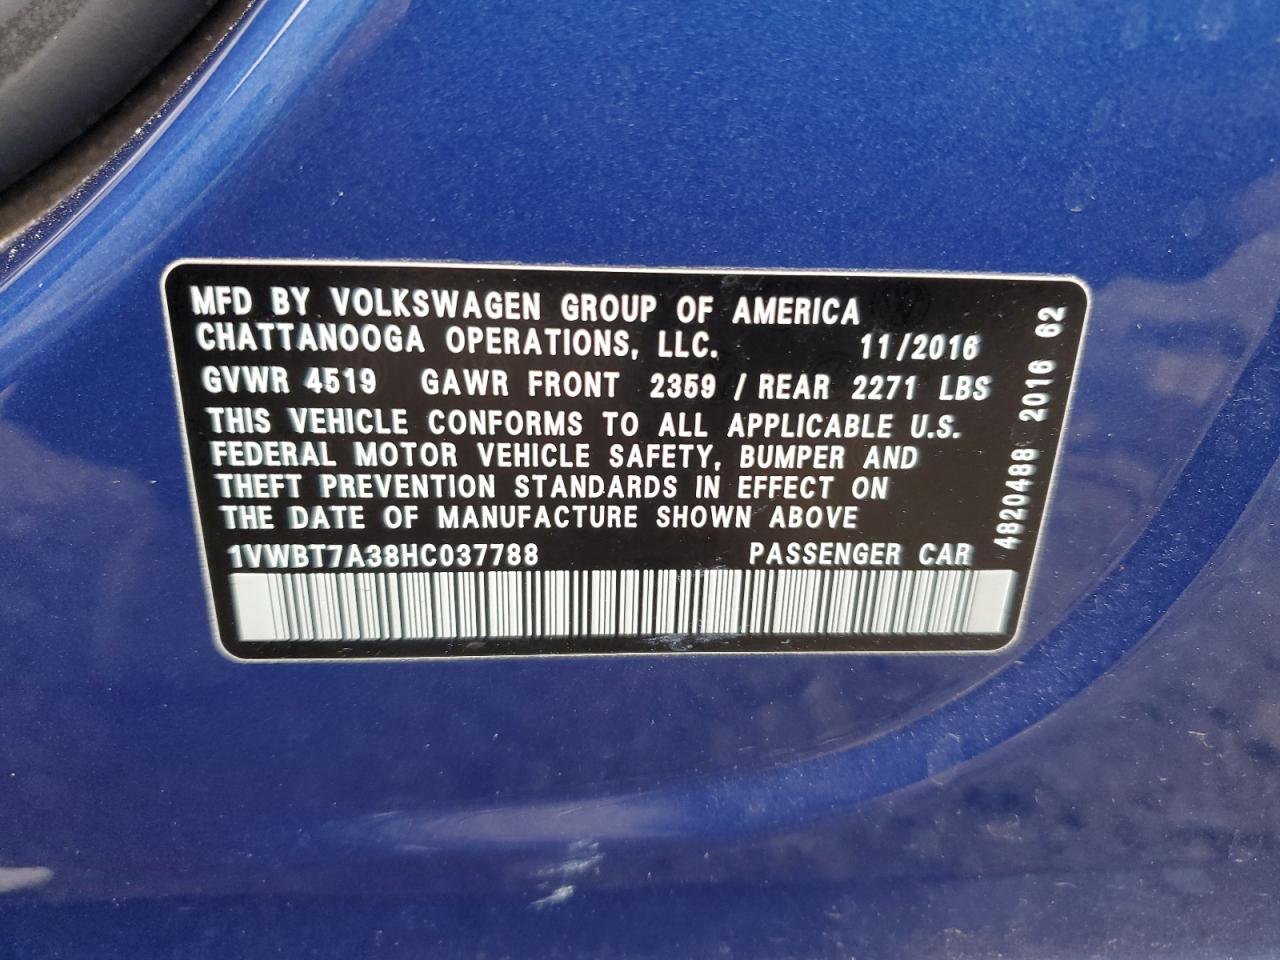 MFD BY VOLKSWAGEN GROUP OF AMERICA
CHATTANOOGA OPERATIONS, LLC. 11/2016
GVWR 4519 GAWR FRONT 2359 / REAR 2271 LBS
THIS VEHICLE CONFORMS TO ALL APPLICABLE U.S.
FEDERAL MOTOR VEHICLE SAFETY, BUMPER AND
THEFT PREVENTION STANDARDS IN EFFECT ON
THE DATE OF MANUFACTURE SHOWN ABOVE
1VWBT7A38HC037788 PASSENGER CAR
4820488 2016 62